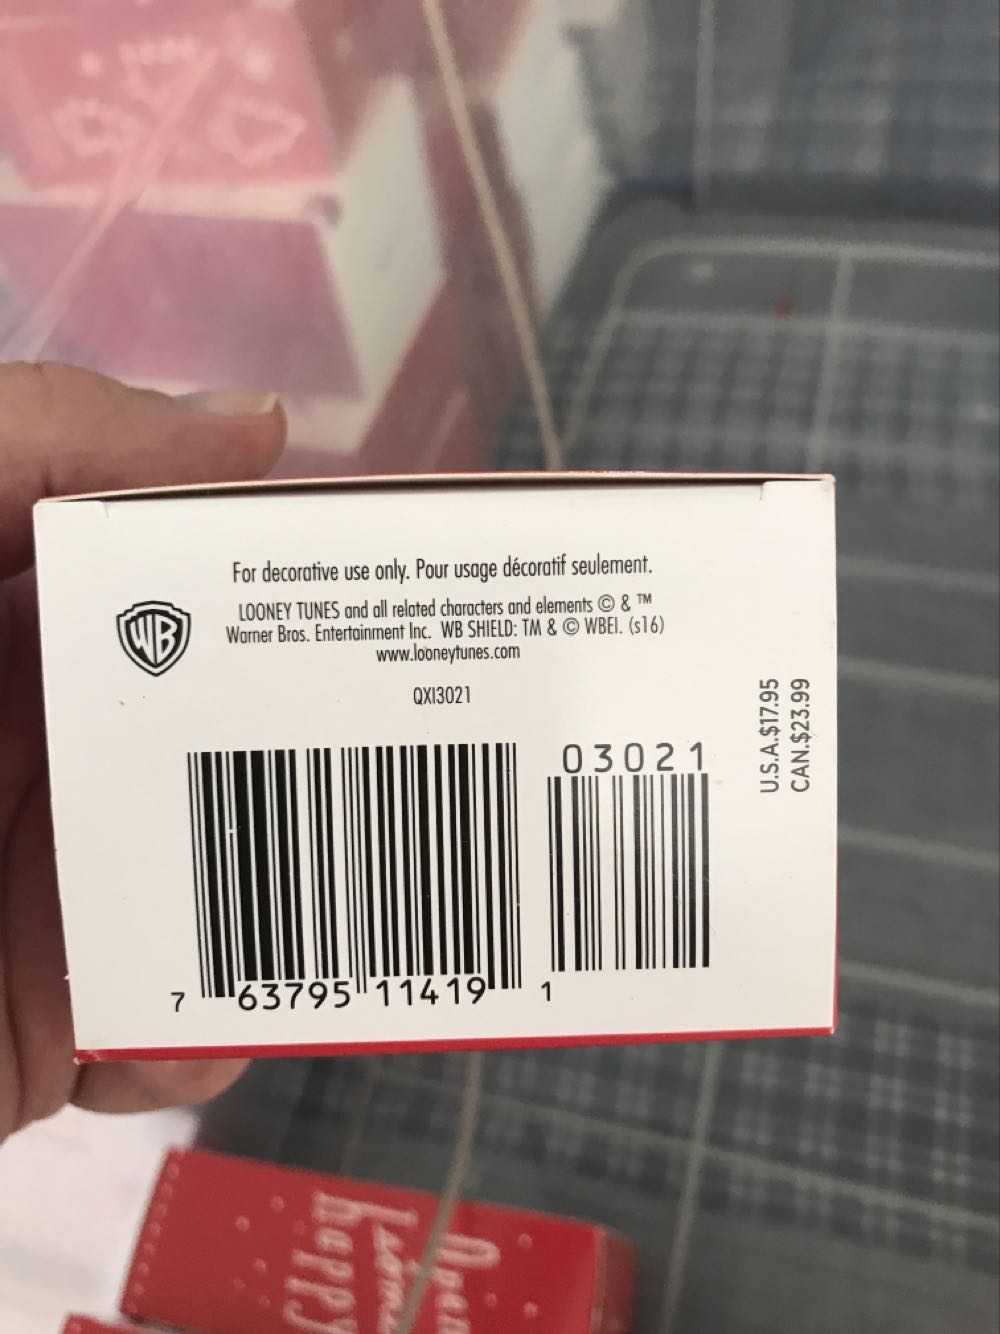 For decorative use only. Pour usage décoratif seulement.
WB
LOONEY TUNES and all related characters and elements © & ™
Warner Bros. Entertainment Inc. WB SHIELD: TM & © WBEI. (s16)
www.looneytunes.com
QXI3021
U.S.A.$17.95
CAN.$23.99
03021
7 63795 11419 1
Open
happy